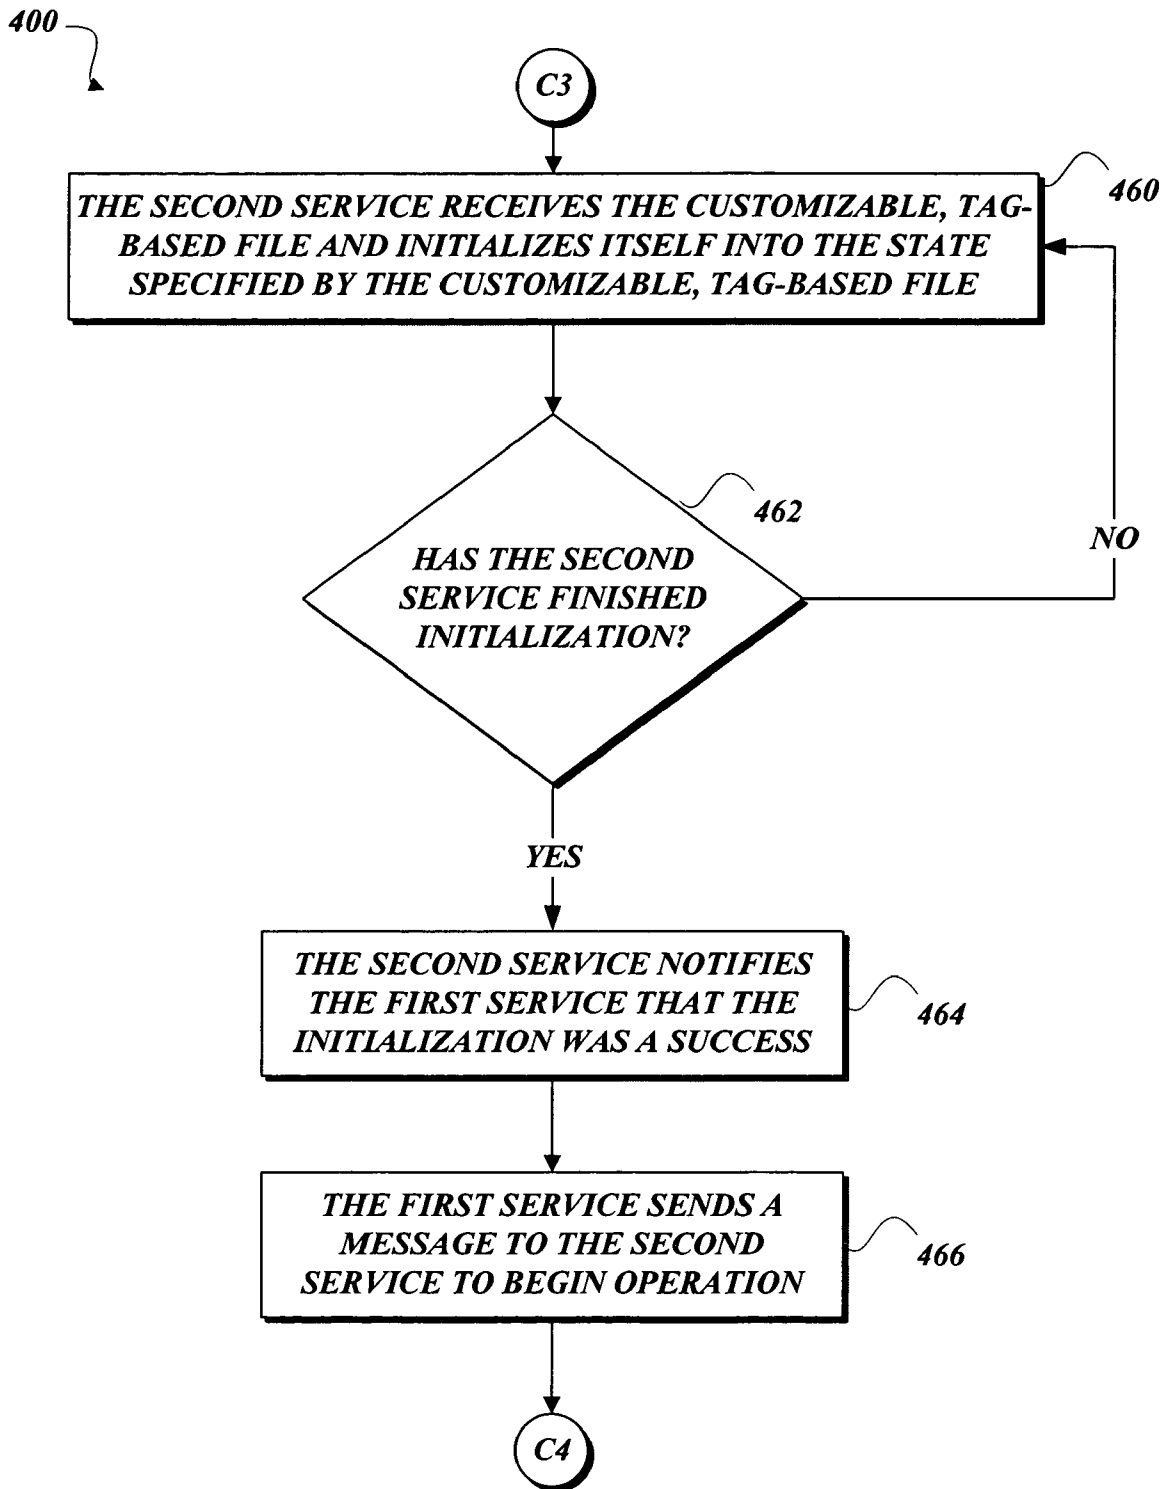 400
C3
THE SECOND SERVICE RECEIVES THE CUSTOMIZABLE, TAG-
BASED FILE AND INITIALIZES ITSELF INTO THE STATE
SPECIFIED BY THE CUSTOMIZABLE, TAG-BASED FILE
460
HAS THE SECOND
SERVICE FINISHED
INITIALIZATION?
462
NO
YES
THE SECOND SERVICE NOTIFIES
THE FIRST SERVICE THAT THE
INITIALIZATION WAS A SUCCESS
464
THE FIRST SERVICE SENDS A
MESSAGE TO THE SECOND
SERVICE TO BEGIN OPERATION
466
C4